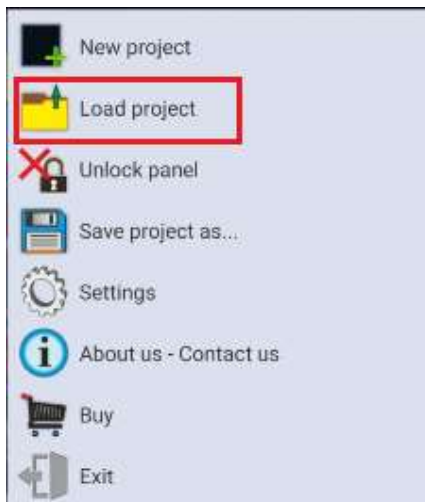 New project
Load project
Unlock panel
Save project as...
Settings
About us - Contact us
Buy
Exit